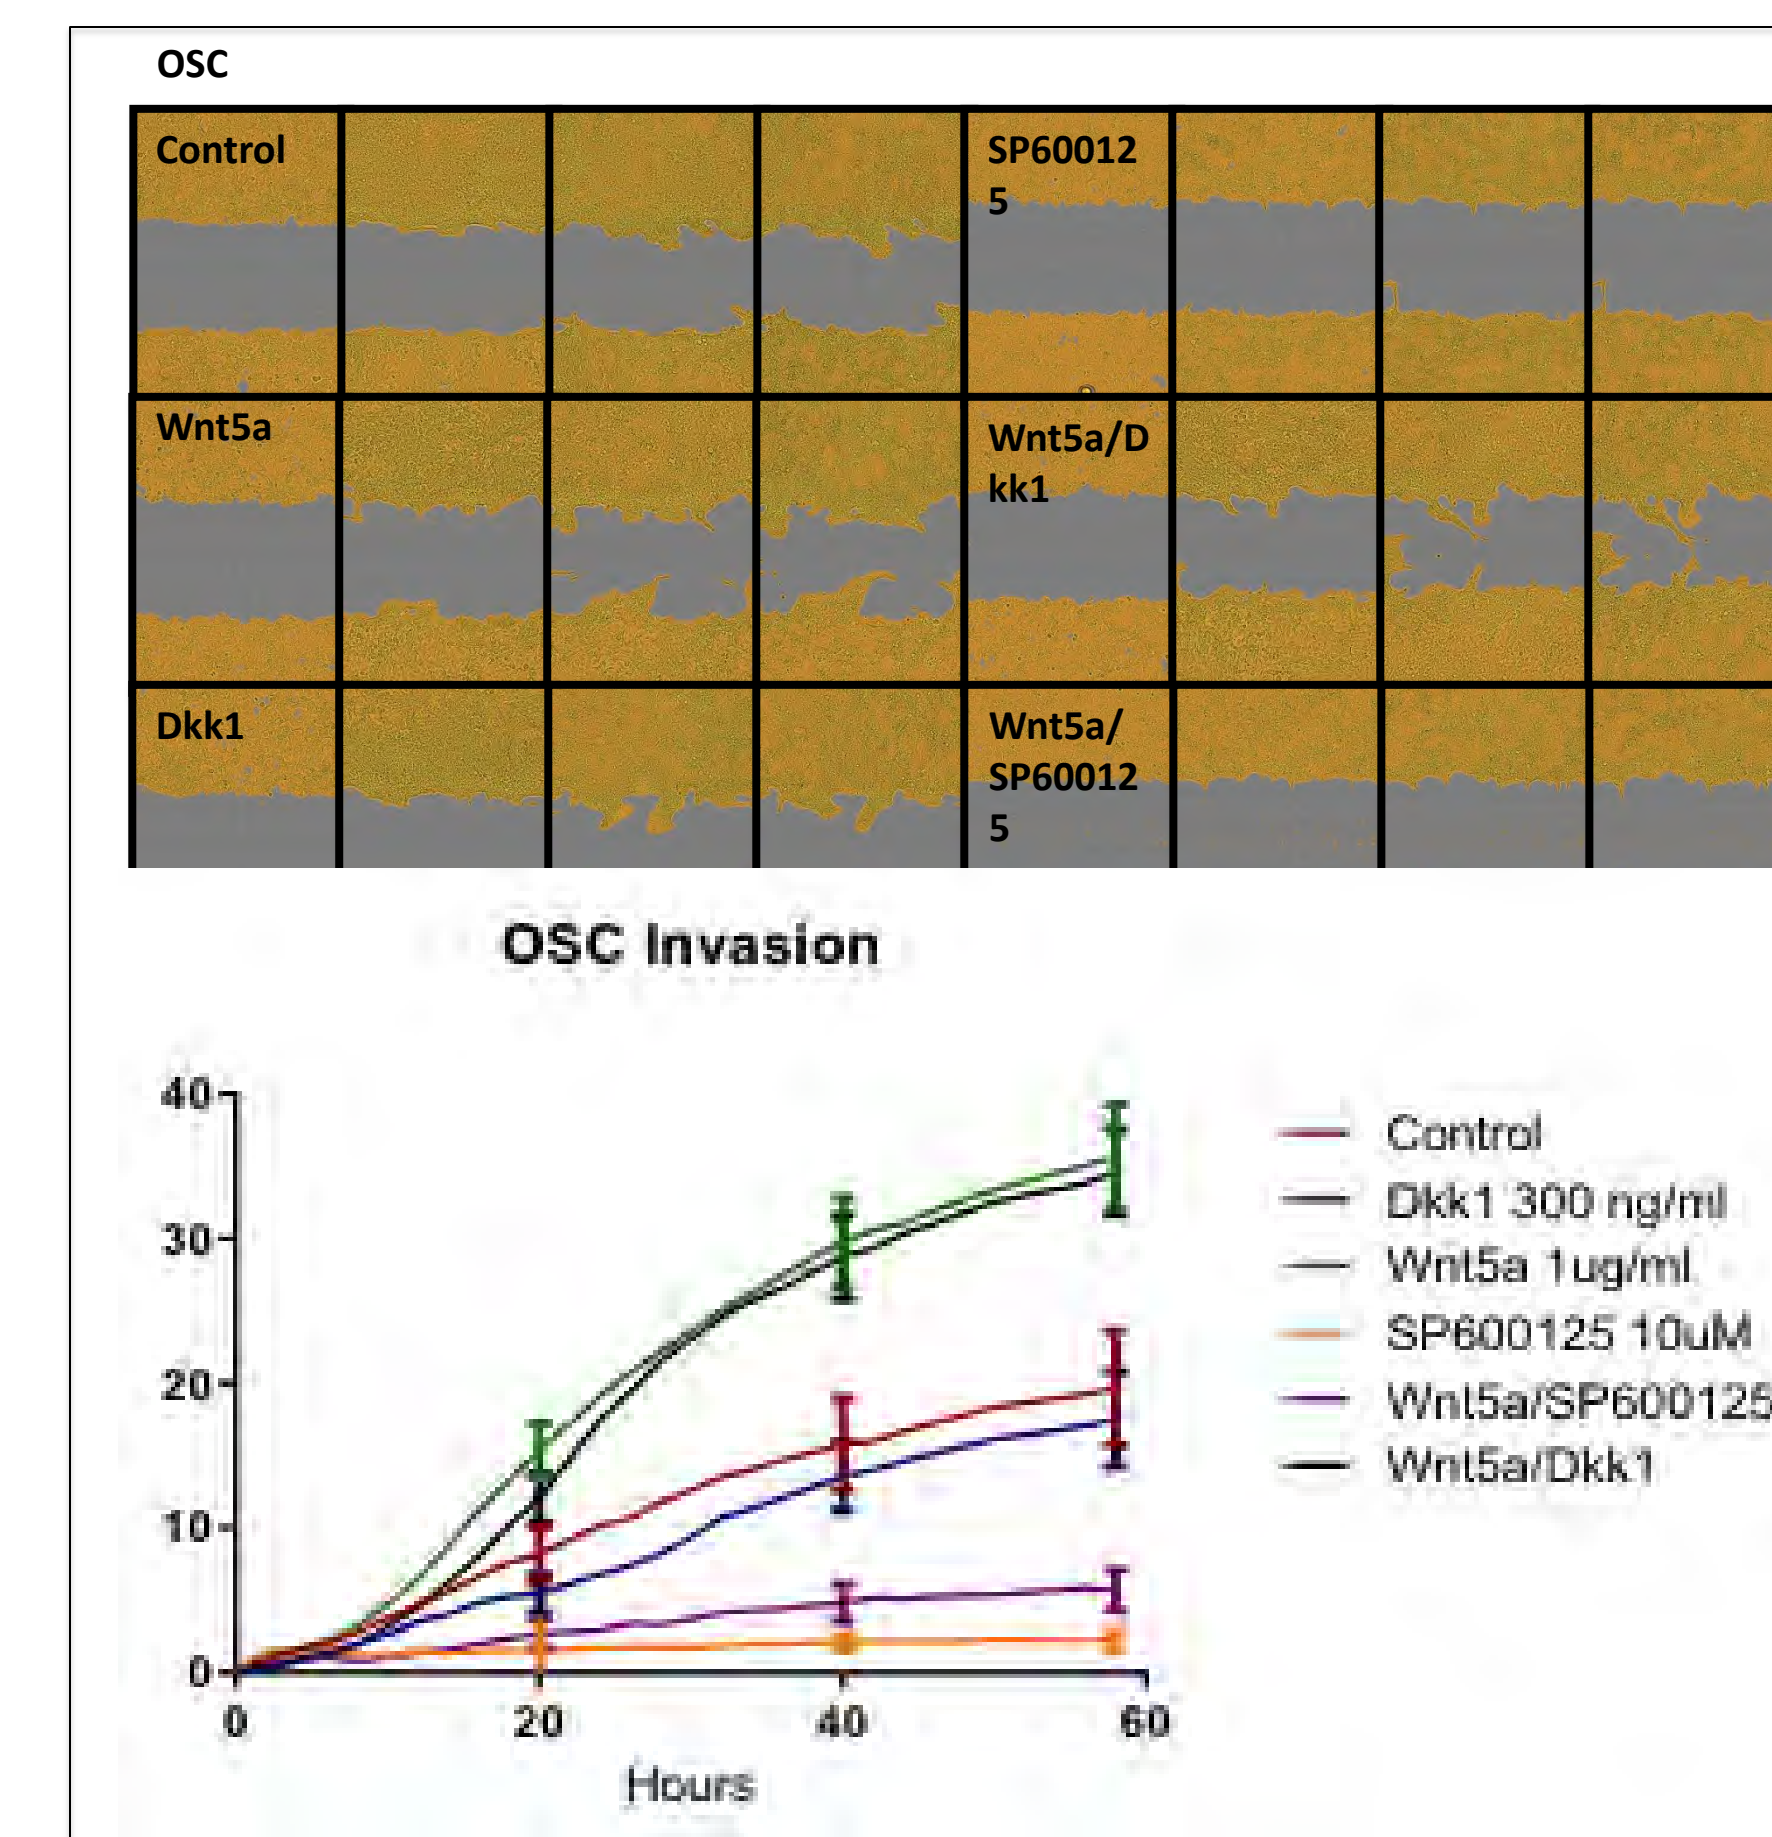 OSC
Control
SP60012
5
Wnt5a
Wnt5a/D
kk1
Dkk1
Wnt5a/
SP60012
5
OSC Invasion
40
30
20
10
0
0
20
40
60
Hours
Control
Dkk1 300 ng/ml
Wnt5a 1ug/ml
SP600125 10uM
Wnt5a/SP600125
Wnt5a/Dkk1